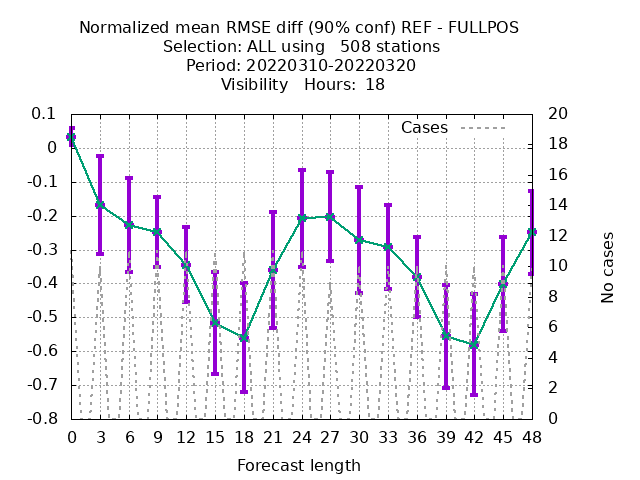 Normalized mean RMSE diff (90% conf) REF - FULLPOS
Selection: ALL using   508 stations
Period: 20220310-20220320
Visibility   Hours:  18
0.1
0
-0.1
-0.2
-0.3
-0.4
-0.5
-0.6
-0.7
-0.8
Cases
20
18
16
14
12
10
8
6
4
2
0
No cases
0 3 6 9 12 15 18 21 24 27 30 33 36 39 42 45 48
Forecast length